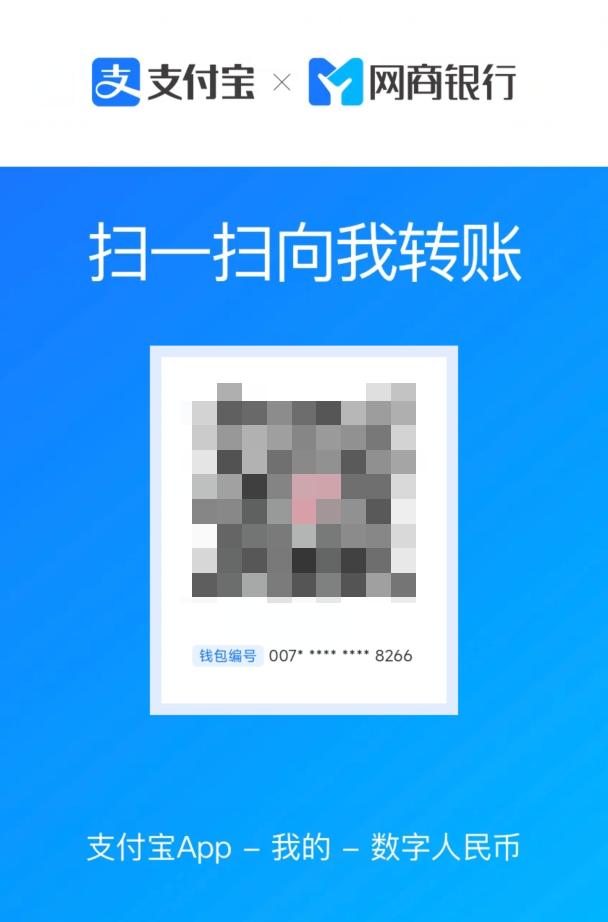 支付宝 × 网商银行
扫一扫向我转账
钱包编号 007* **** **** 8266
支付宝App – 我的 – 数字人民币